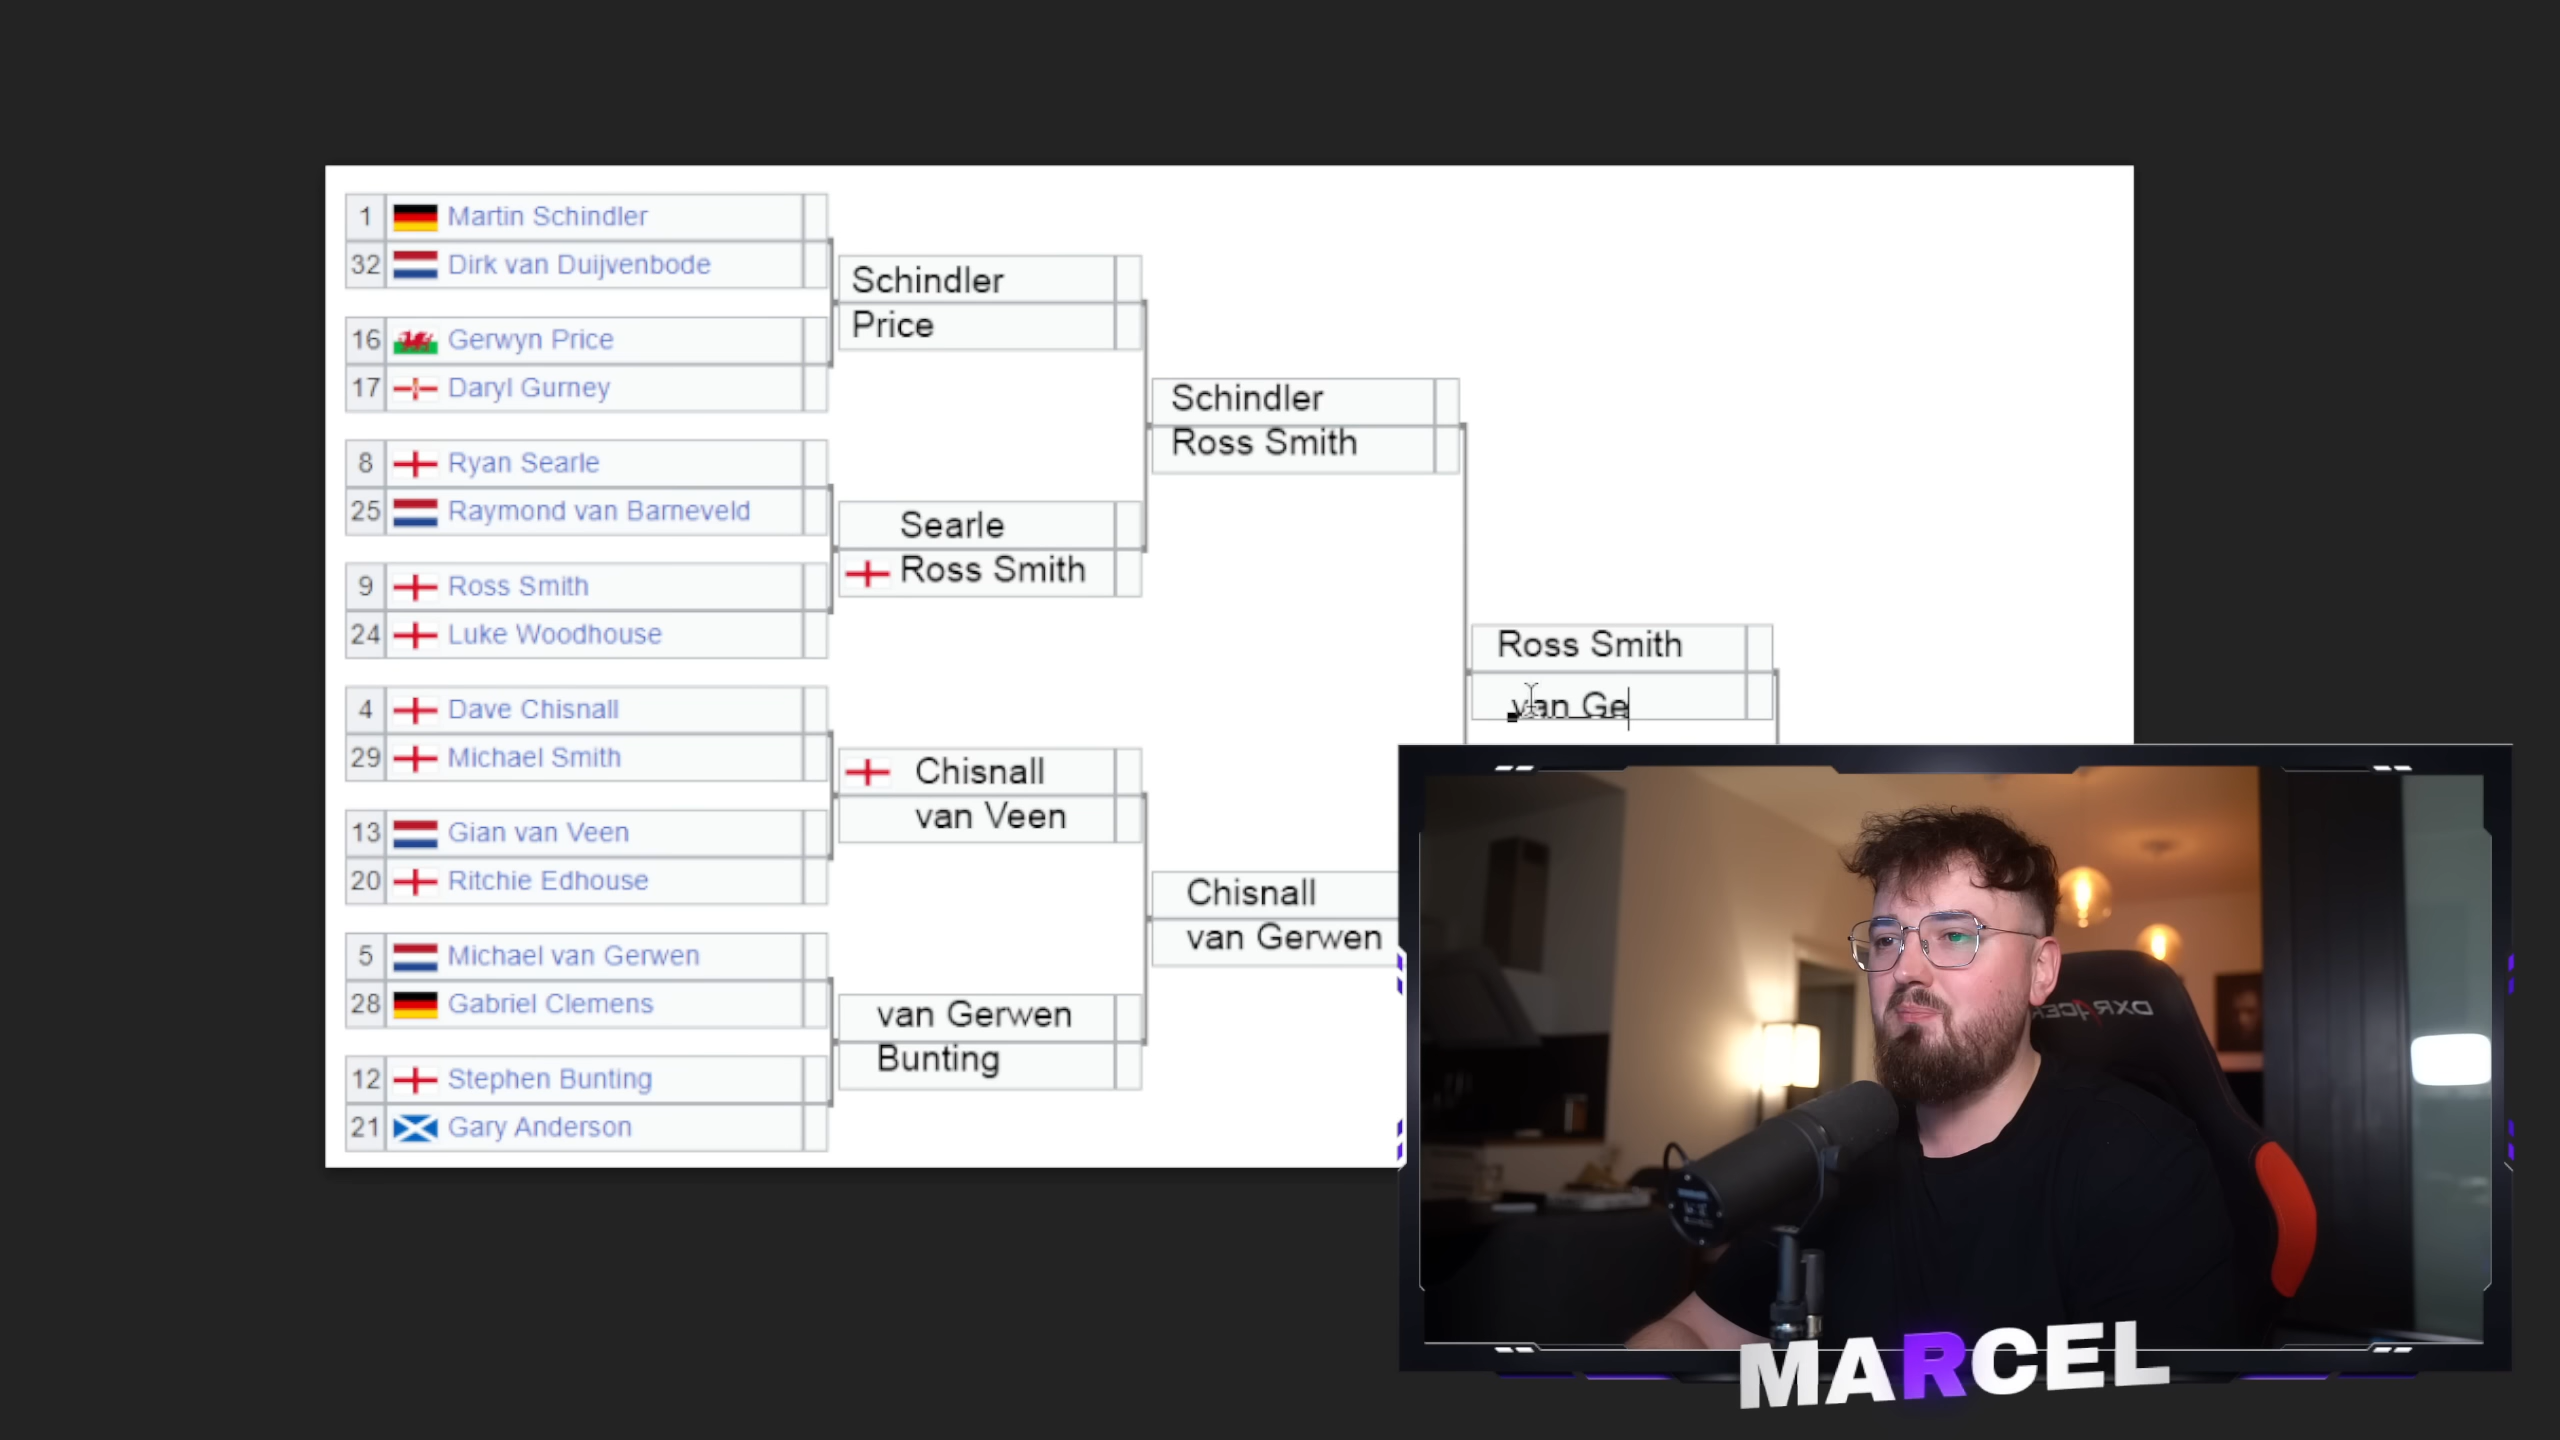 1 Martin Schindler
32 Dirk van Duijvenbode
16 Gerwyn Price
17 Daryl Gurney
8 Ryan Searle
25 Raymond van Barneveld
9 Ross Smith
24 Luke Woodhouse
4 Dave Chisnall
29 Michael Smith
13 Gian van Veen
20 Ritchie Edhouse
5 Michael van Gerwen
28 Gabriel Clemens
12 Stephen Bunting
21 Gary Anderson
Schindler
Price
Searle
Ross Smith
Chisnall
van Veen
van Gerwen
Bunting
Schindler
Ross Smith
Chisnall
van Gerwen
Ross Smith
van Ge
DXRACER
MARCEL